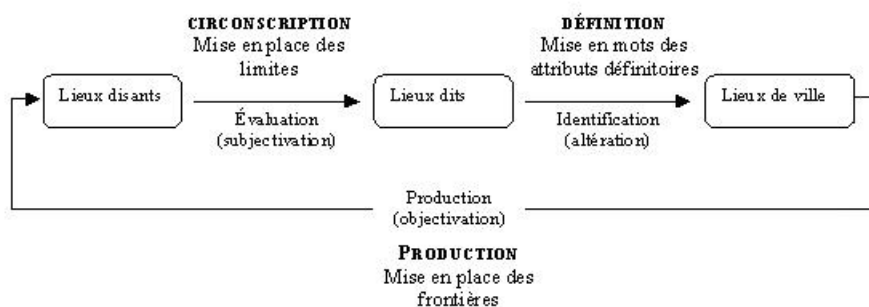 CIRCONSCRIPTION
Mise en place des
limites
DÉFINITION
Mise en mots des
attributs définitoires
Lieux disants
Lieux dits
Lieux de ville
Évaluation
(subjectivation)
Identification
(altération)
Production
(objectivation)
PRODUCTION
Mise en place des
frontières